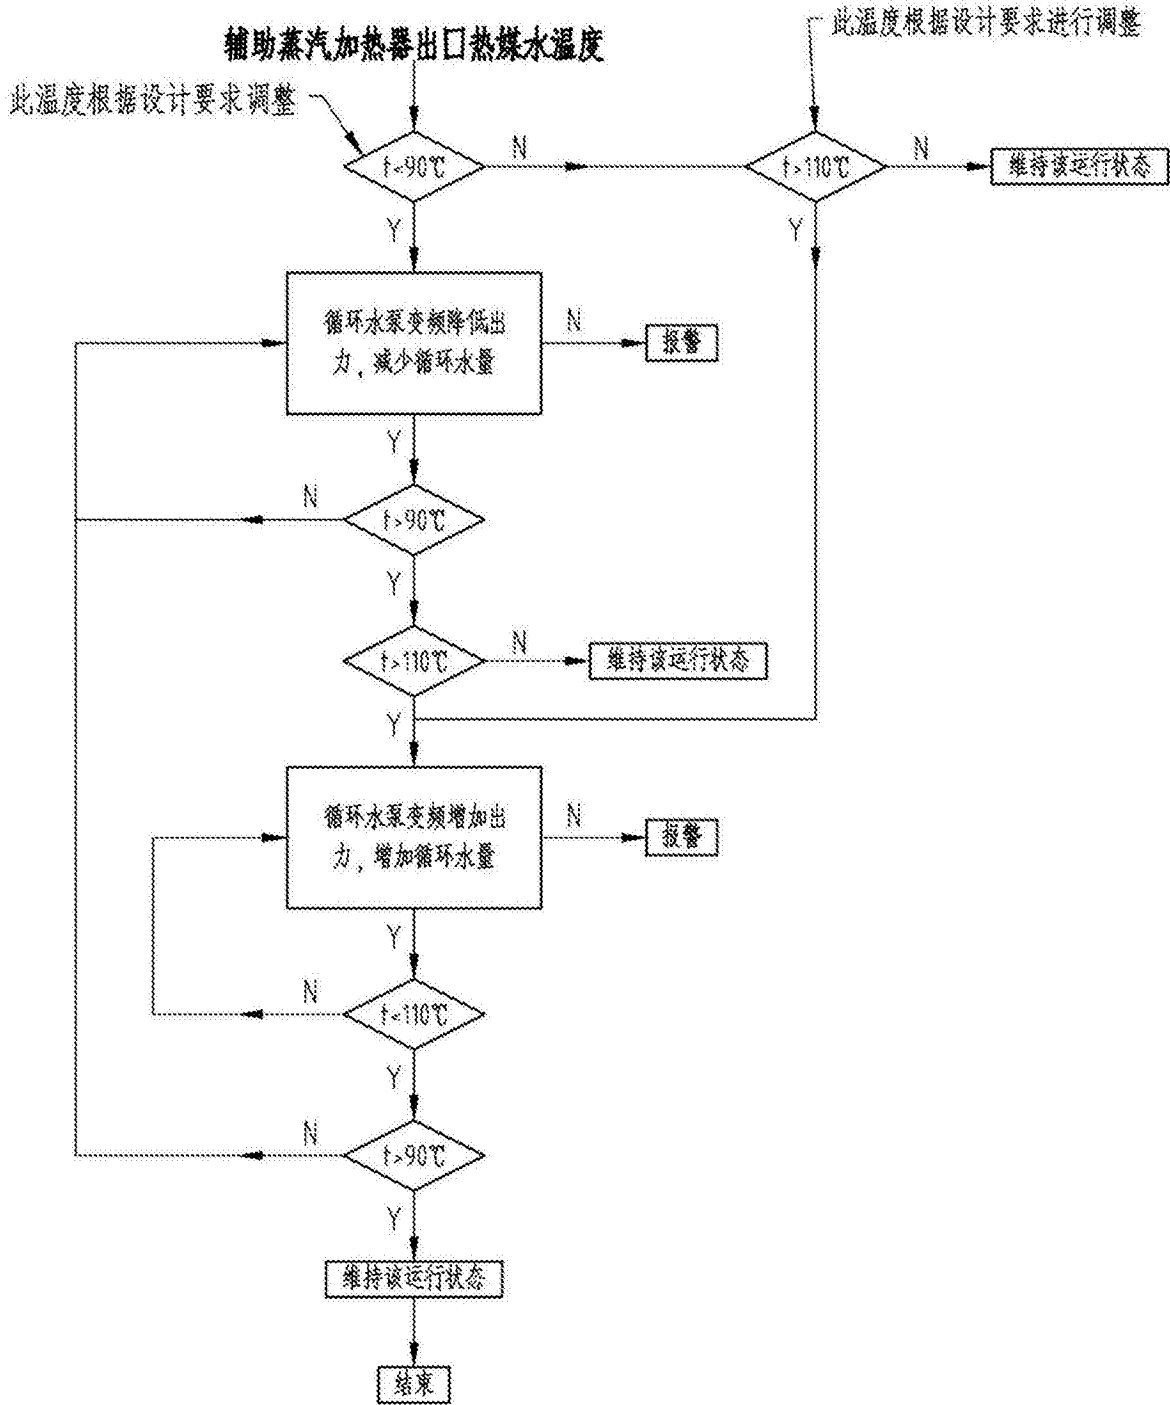 此温度根据设计要求进行调整
辅助蒸汽加热器出口热媒水温度
此温度根据设计要求调整
t<90℃
N
t>110℃
N
维持该运行状态
Y
Y
循环水泵变频降低出
力，减少循环水量
N
报警
Y
N
t>90℃
Y
t>110℃
N
维持该运行状态
Y
循环水泵变频增加出
力，增加循环水量
N
报警
Y
N
t<110℃
Y
N
t>90℃
Y
维持该运行状态
结束